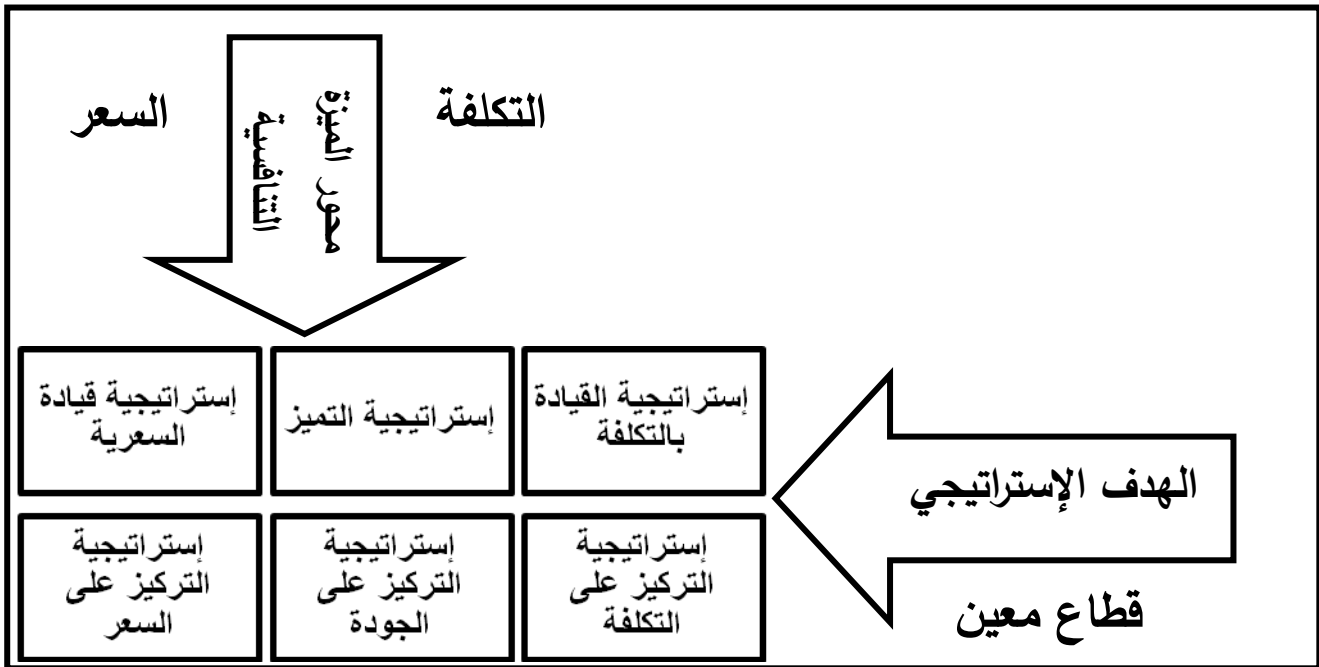 التكلفة
محور الميزة
التنافسية
السعر
إستراتيجية القيادة
بالتكلفة
إستراتيجية التميز
إستراتيجية قيادة
السعرية
الهدف الإستراتيجي
إستراتيجية
التركيز على
التكلفة
إستراتيجية
التركيز على
الجودة
إستراتيجية
التركيز على
السعر
قطاع معين